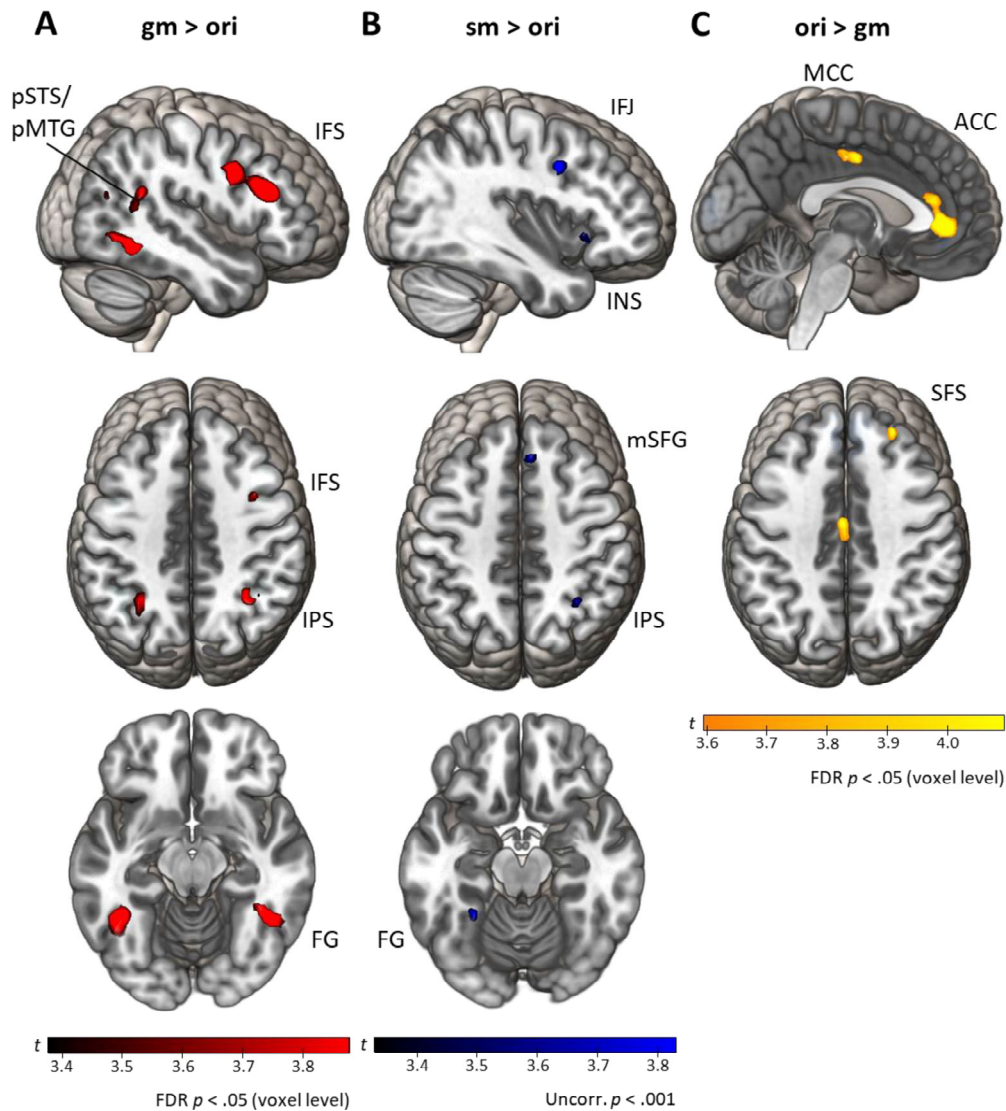 A
gm > ori
pSTS/
pMTG
IFS
IFS
IPS
FG
t
3.4 3.5 3.6 3.7 3.8
FDR p < .05 (voxel level)
B
sm > ori
IFJ
INS
mSFG
IPS
FG
t
3.4 3.5 3.6 3.7 3.8
Uncorr. p < .001
C
ori > gm
MCC
ACC
SFS
t
3.6 3.7 3.8 3.9 4.0
FDR p < .05 (voxel level)